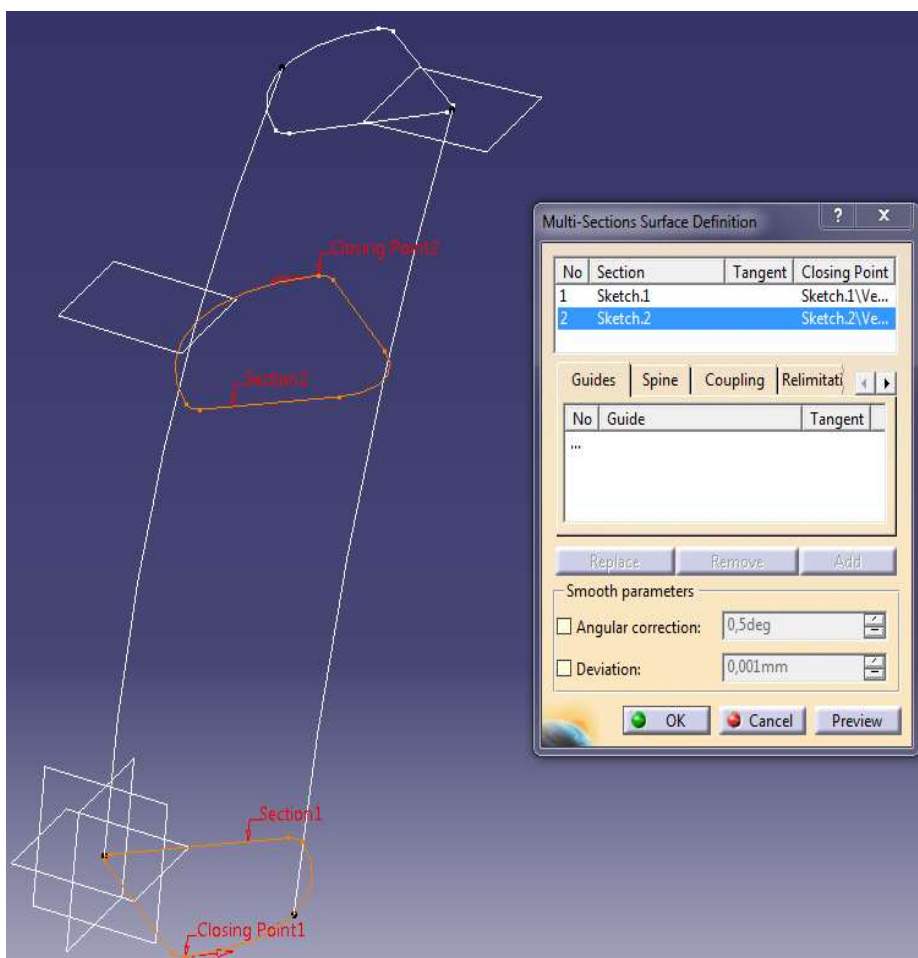 Closing Point2
Section2
Section1
Closing Point1
Multi-Sections Surface Definition
? X
No Section Tangent Closing Point
1 Sketch.1 Sketch.1\Ve...
2 Sketch.2 Sketch.2\Ve...
Guides Spine Coupling Relimitati
No Guide Tangent
...
Replace Remove Add
Smooth parameters
Angular correction: 0,5deg
Deviation: 0,001mm
OK Cancel Preview